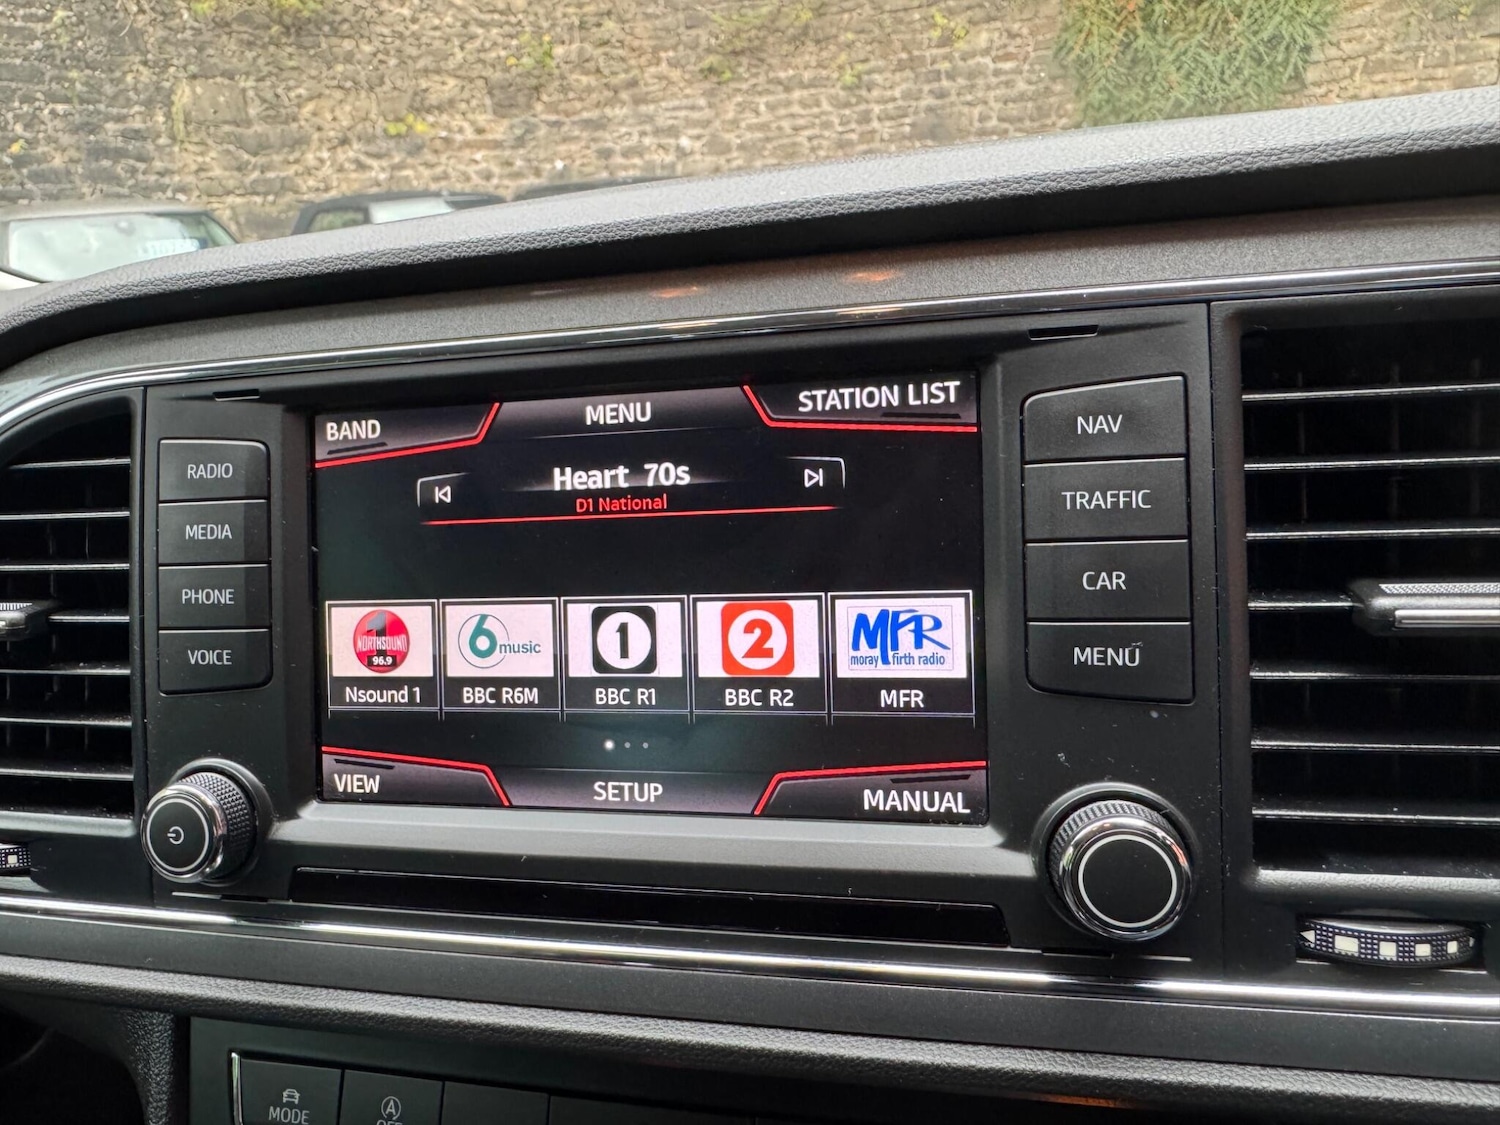 BAND
MENU
STATION LIST
Heart 70s
D1 National
1
NORTHSOUND
96.9
6music
1
2
MFR
moray firth radio
Nsound 1
BBC R6M
BBC R1
BBC R2
MFR
VIEW
SETUP
MANUAL
RADIO
MEDIA
PHONE
VOICE
NAV
TRAFFIC
CAR
MENU
MODE
A